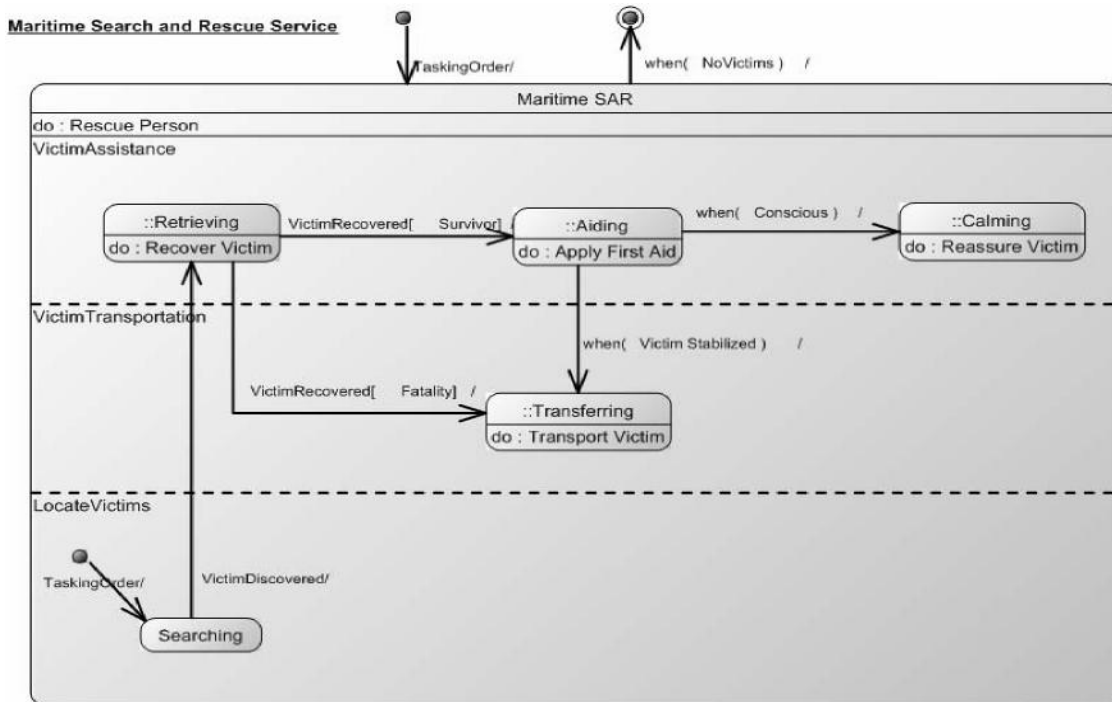 Maritime Search and Rescue Service
TaskingOrder/
when( NoVictims ) /
Maritime SAR
do : Rescue Person
VictimAssistance
::Retrieving
do : Recover Victim
VictimRecovered[ Survivor] /
::Aiding
do : Apply First Aid
when( Conscious ) /
::Calming
do : Reassure Victim
VictimTransportation
when( Victim Stabilized ) /
VictimRecovered[ Fatality] /
::Transferring
do : Transport Victim
LocateVictims
TaskingOrder/
VictimDiscovered/
Searching